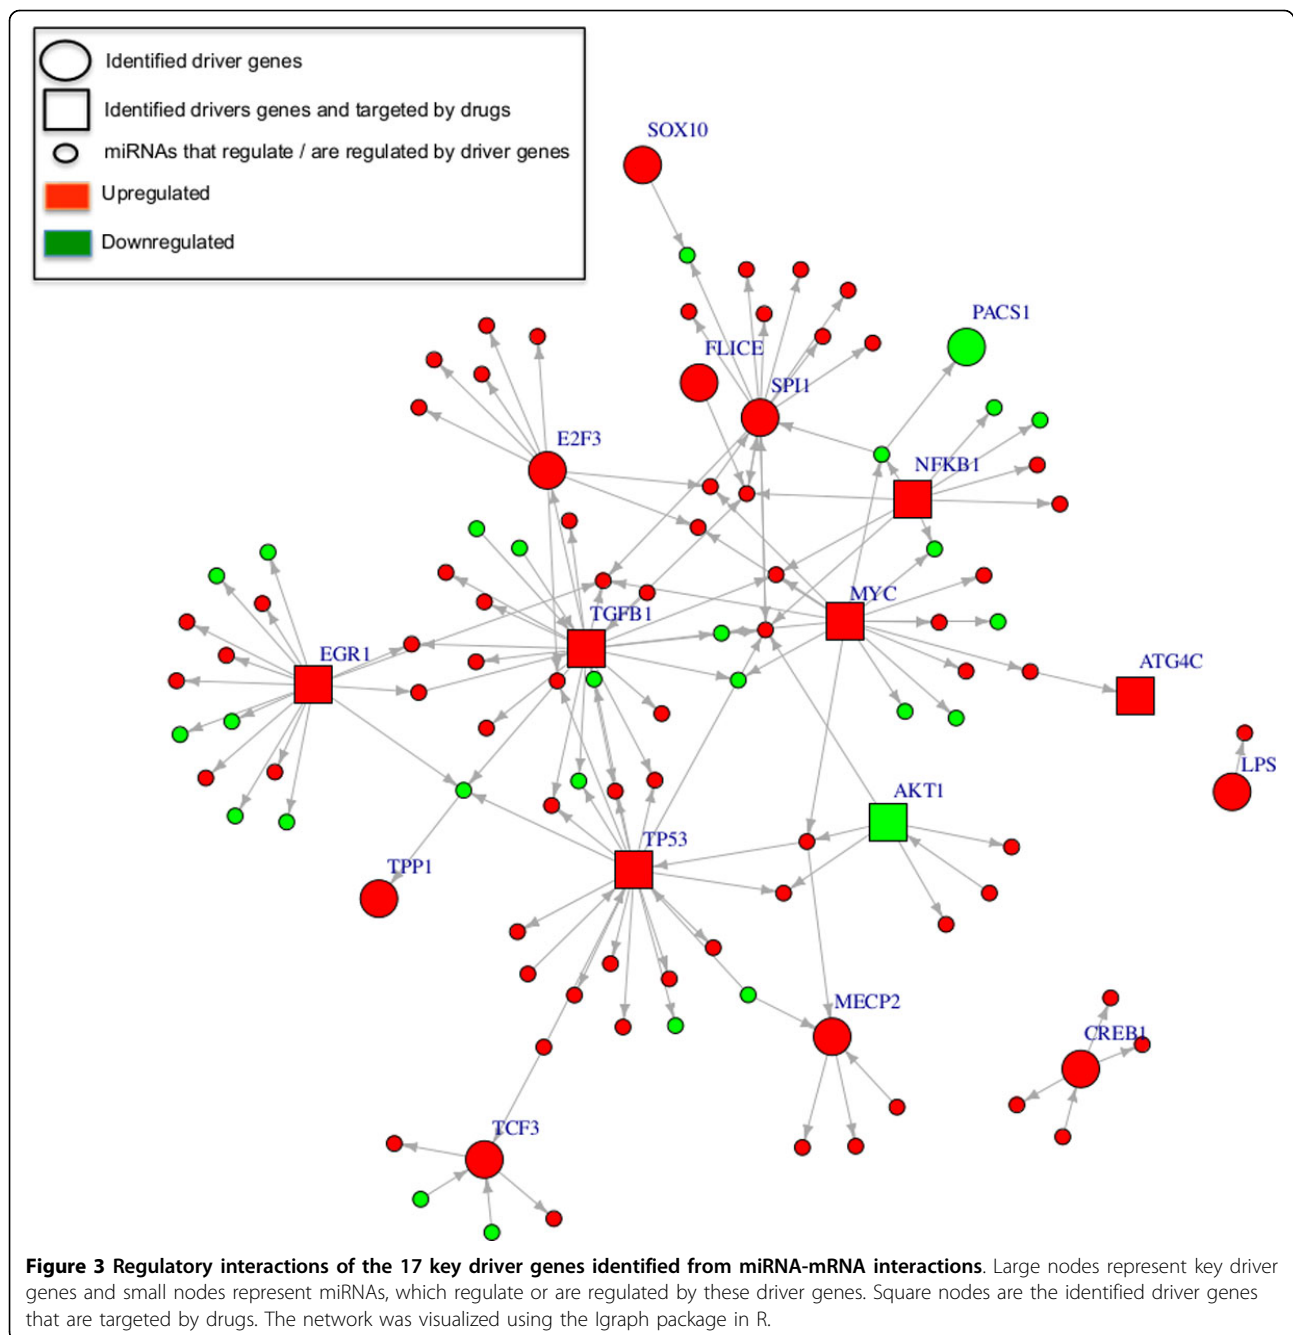 Identified driver genes
Identified drivers genes and targeted by drugs
miRNAs that regulate / are regulated by driver genes
Upregulated
Downregulated
SOX10
PACS1
FLICE
SPI1
E2F3
NFKB1
MYC
TGFB1
EGR1
ATG4C
LPS
AKT1
TP53
TPP1
MECP2
CREB1
TCF3
Figure 3 Regulatory interactions of the 17 key driver genes identified from miRNA-mRNA interactions. Large nodes represent key driver
genes and small nodes represent miRNAs, which regulate or are regulated by these driver genes. Square nodes are the identified driver genes
that are targeted by drugs. The network was visualized using the Igraph package in R.